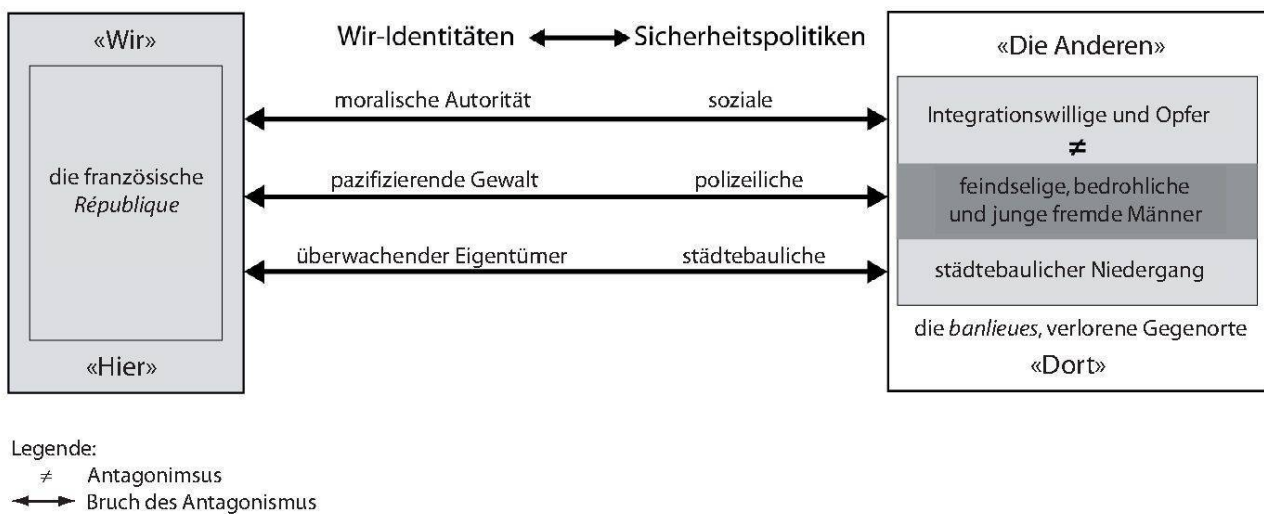 «Wir»
die französische
République
«Hier»
Wir-Identitäten Sicherheitspolitiken
moralische Autorität soziale
pazifizierende Gewalt polizeiliche
überwachender Eigentümer städtebauliche
«Die Anderen»
Integrationswillige und Opfer
≠
feindselige, bedrohliche
und junge fremde Männer
städtebaulicher Niedergang
die banlieues, verlorene Gegenorte
«Dort»
Legende:
≠ Antagonimsus
Bruch des Antagonismus